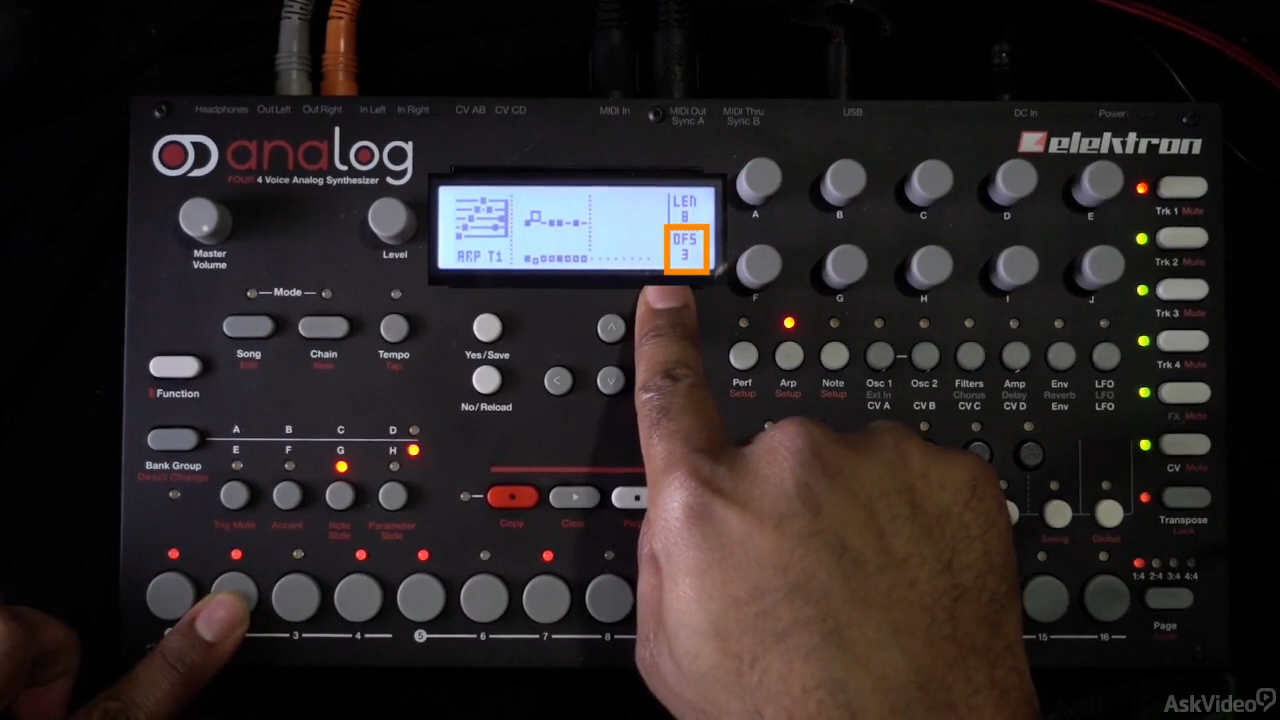 Headphones Out Left Out Right In Left In Right CV AB CV CD MIDI In MIDI Out MIDI Thru USB DC In Power
Sync A Sync B
analog
FOUR 4 Voice Analog Synthesizer
elektron
LEN
8
OFS
3
ARP T1
A B C D E
Trk 1 Mute
Master Volume
Level
Trk 2 Mute
F G H I J
Mode
Trk 3 Mute
Song Chain Tempo
Edit Tap
Yes/Save
Trk 4 Mute
Perf Arp Note Osc 1 Osc 2 Filters Amp Env LFO
Setup Setup Setup Ext In Chorus Delay Reverb LFO
CV A CV B CV C CV D Env LFO
Function
No/Reload
FX Mute
A B C D
E F G H
CV Mute
Bank Group
Direct Change
Trig Mute Accent Note Slide Parameter Slide
Copy Clear
Swing Global
Transpose
Lock
1:4 2:4 3:4 4:4
3 4 5 6 7 8 15 16
Page
AskVideo